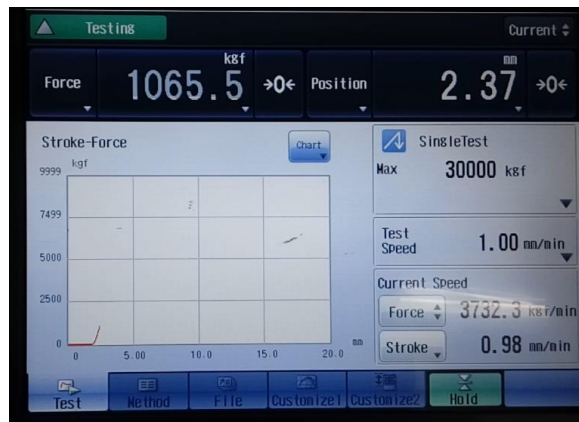 Testing
Current
Force
kgf
1065.5
→0←
Position
mm
2.37
→0←
Stroke-Force
Chart
kgf
9999
7499
5000
2500
0
0
5.00
10.0
15.0
20.0
mm
SingleTest
Max
30000 kgf
Test Speed
1.00 mm/min
Current Speed
Force
3732.3 kgf/min
Stroke
0.98 mm/min
Test
Method
File
Customize1
Customize2
Hold